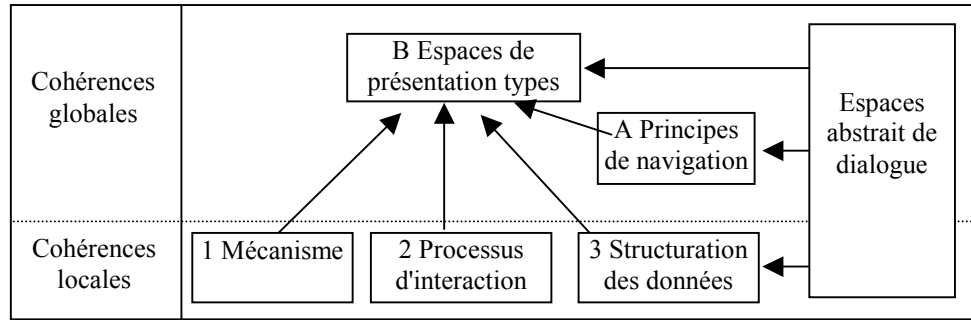 Cohérences
globales
B Espaces de
présentation types
A Principes
de navigation
Espaces
abstrait de
dialogue
Cohérences
locales
1 Mécanisme
2 Processus
d'interaction
3 Structuration
des données